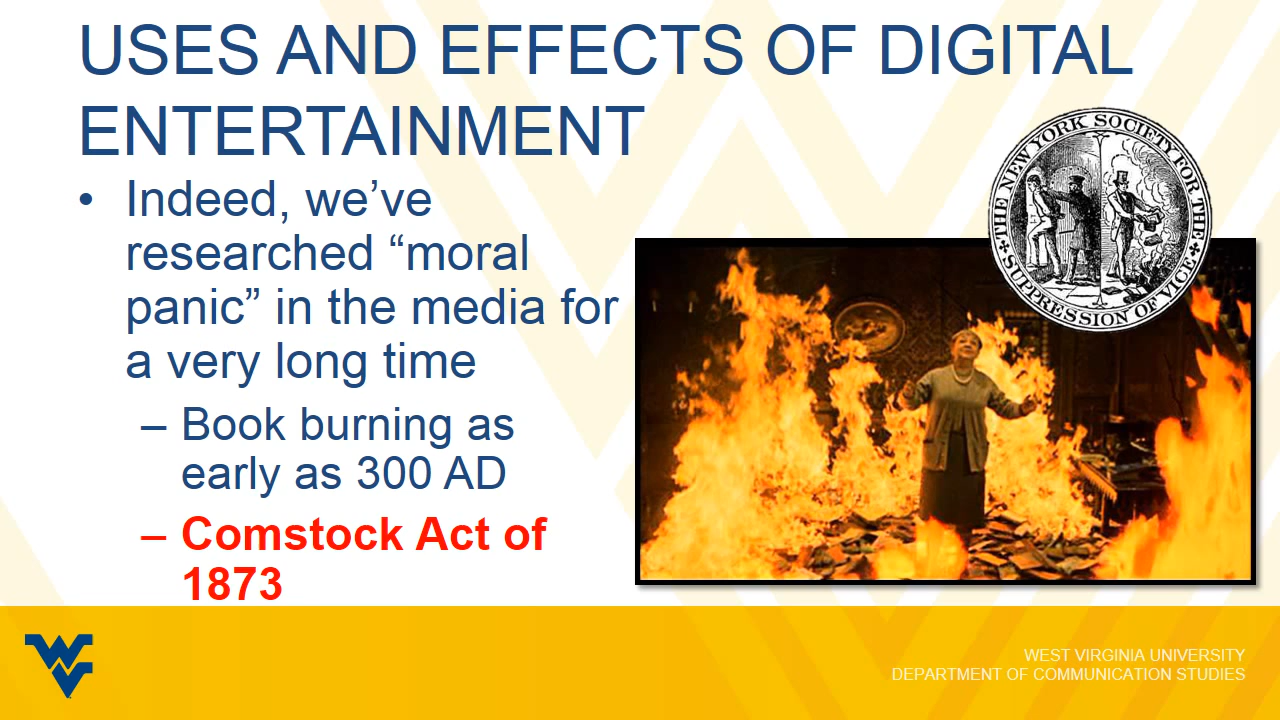 USES AND EFFECTS OF DIGITAL
ENTERTAINMENT
• Indeed, we’ve
researched “moral
panic” in the media for
a very long time
– Book burning as
early as 300 AD
– Comstock Act of
1873
THE NEW YORK SOCIETY FOR THE
SUPPRESSION OF VICE
WV
WEST VIRGINIA UNIVERSITY
DEPARTMENT OF COMMUNICATION STUDIES